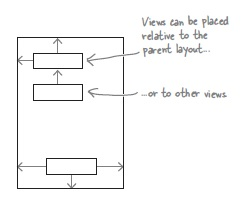 Views can be placed
relative to the
parent layout...
...or to other views.